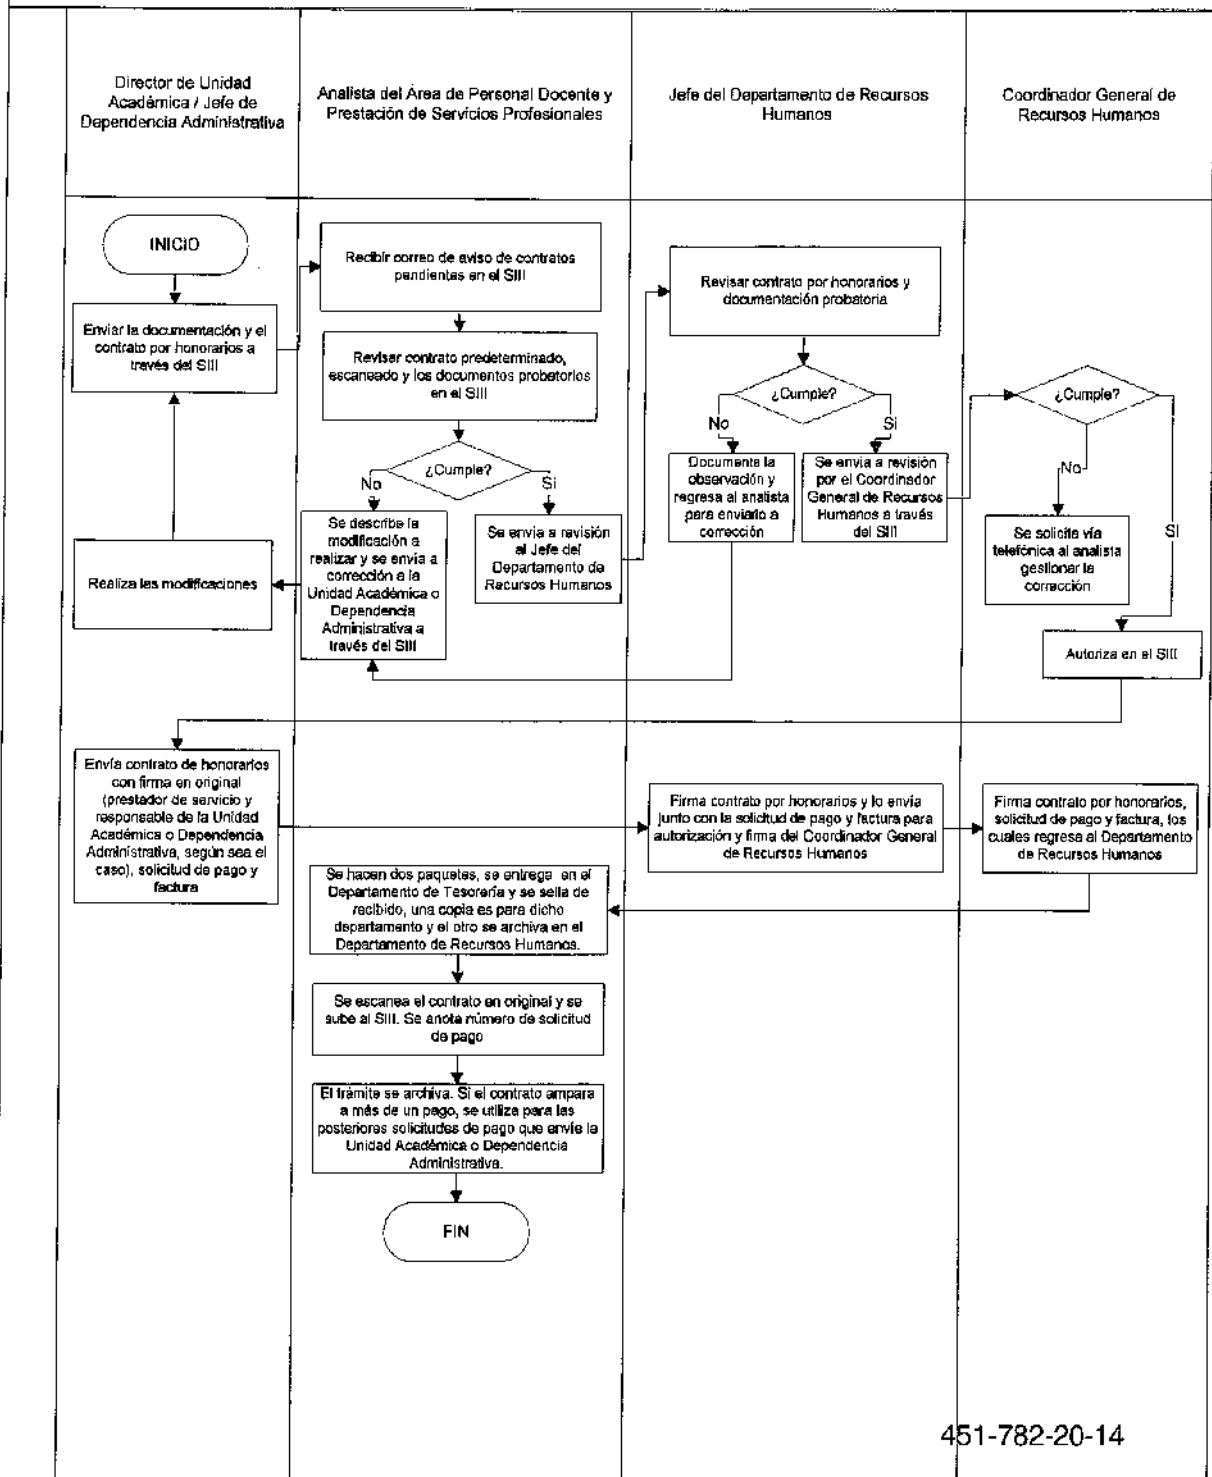 Director de Unidad
Académica / Jefe de
Dependencia Administrativa
Analista del Área de Personal Docente y
Prestación de Servicios Profesionales
Jefe del Departamento de Recursos
Humanos
Coordinador General de
Recursos Humanos
INICIO
Enviar la documentación y el
contrato por honorarios a
través del SIII
Realiza las modificaciones
Recibir correo de aviso de contratos
pendientes en el SIII
Revisar contrato predeterminado,
escaneado y los documentos probatorios
en el SIII
¿Cumple?
No
Si
Se describe la
modificación a
realizar y se envía a
corrección a la
Unidad Académica o
Dependencia
Administrativa a
través del SIII
Se envía a revisión
al Jefe del
Departamento de
Recursos Humanos
Revisar contrato por honorarios y
documentación probatoria
¿Cumple?
No
Si
Documenta la
observación y
regresa al analista
para enviarlo a
corrección
Se envía a revisión
por el Coordinador
General de Recursos
Humanos a través
del SIII
¿Cumple?
No
SI
Se solicita vía
telefónica al analista
gestionar la
corrección
Autoriza en el SIII
Envía contrato de honorarios
con firma en original
(prestador de servicio y
responsable de la Unidad
Académica o Dependencia
Administrativa, según sea el
caso), solicitud de pago y
factura
Firma contrato por honorarios y lo envía
junto con la solicitud de pago y factura para
autorización y firma del Coordinador General
de Recursos Humanos
Firma contrato por honorarios,
solicitud de pago y factura, los
cuales regresa al Departamento
de Recursos Humanos
Se hacen dos paquetes, se entrega en el
Departamento de Tesorería y se sella de
recibido, una copia es para dicho
departamento y el otro se archiva en el
Departamento de Recursos Humanos.
Se escanea el contrato en original y se
sube al SIII. Se anota número de solicitud
de pago
El trámite se archiva. Si el contrato ampara
a más de un pago, se utiliza para las
posteriores solicitudes de pago que envíe la
Unidad Académica o Dependencia
Administrativa.
FIN
451-782-20-14